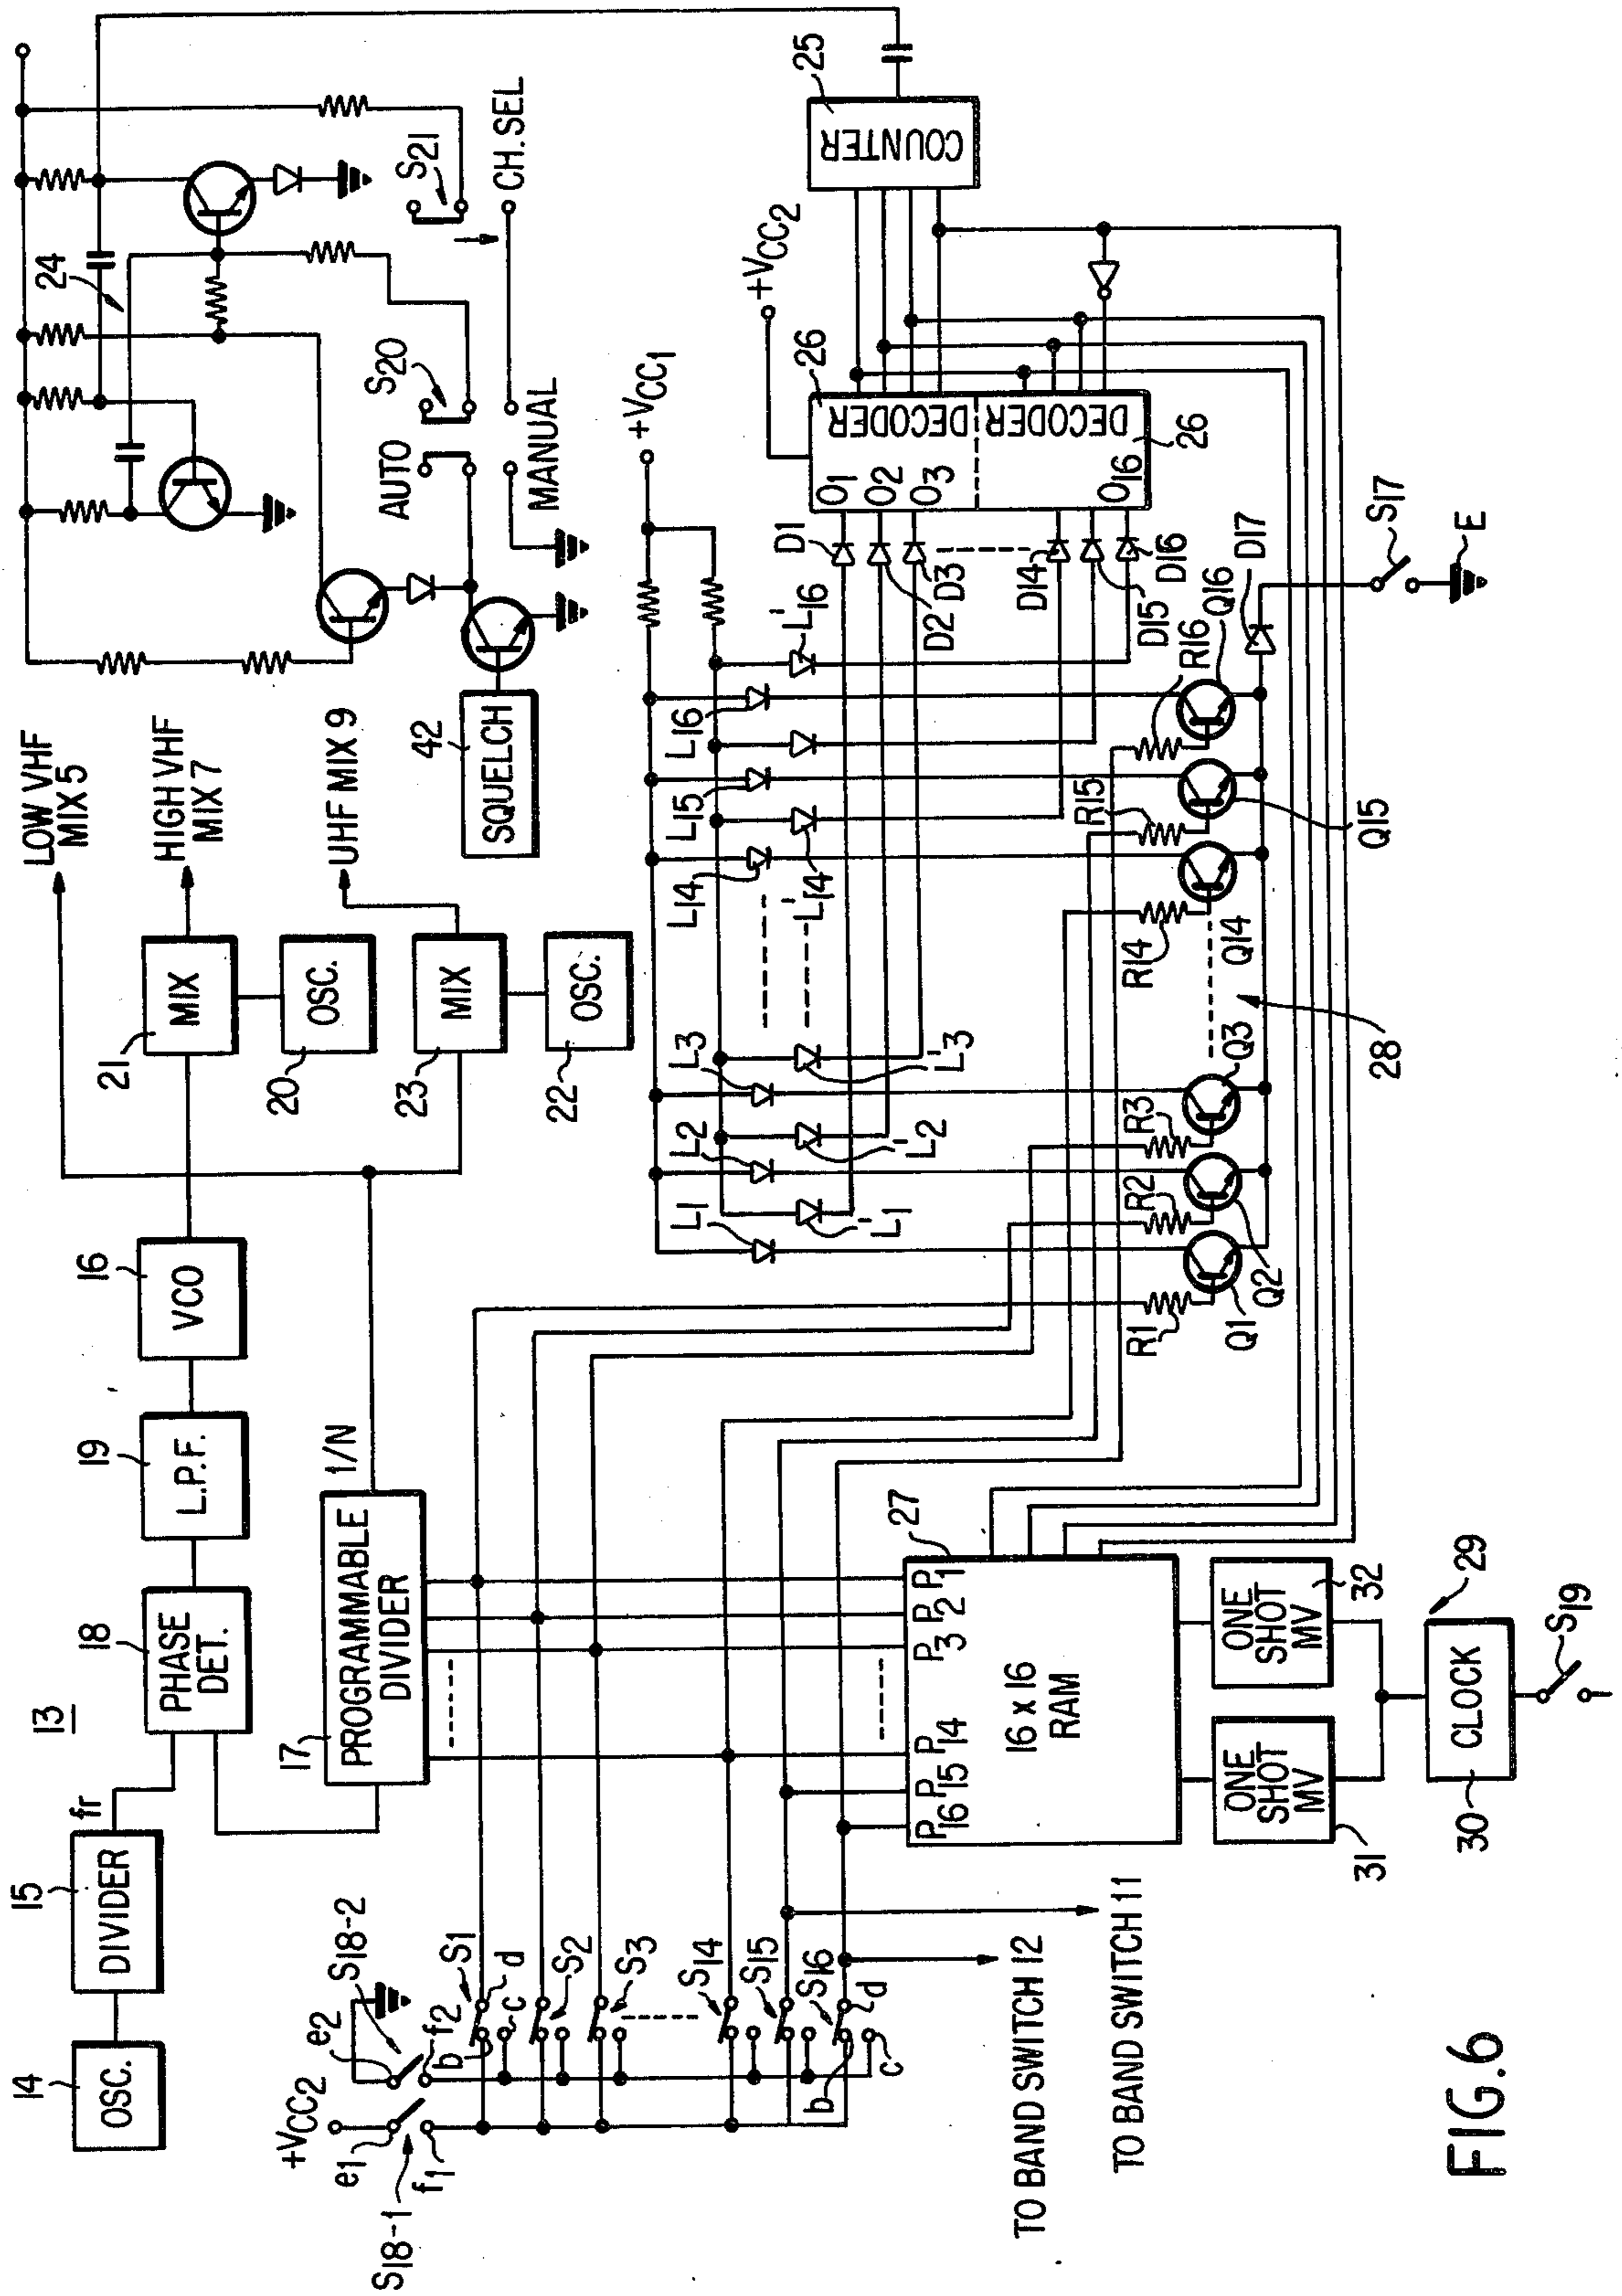 13
14
OSC.
15
DIVIDER
fr
18
PHASE
DET.
19
L.P.F.
16
VCO
21
MIX
LOW VHF
MIX 5
HIGH VHF
MIX 7
20
OSC.
UHF MIX 9
23
MIX
22
OSC.
17
PROGRAMMABLE
DIVIDER
1/N
24
42
SQUELCH
AUTO
MANUAL
S20
S21
CH. SEL
+VCC2
e1
e2
S18-1
S18-2
f1
f2
S1
b
c
d
S2
S3
S14
S15
S16
b
c
d
TO BAND SWITCH 12
TO BAND SWITCH 11
+VCC1
L1
L2
L3
L14
L15
L16
L'1
L'2
L'3
L'14
L'16
+VCC2
25
COUNTER
26
DECODER
DECODER
DECODER
26
O1
O2
O3
O16
D1
D2
D3
D14
D15
D16
R1
R2
R3
R14
R15
R16
Q1
Q2
Q3
Q14
Q15
Q16
D17
S17
E
28
27
P1
P2
P3
P14
P15
P16
16 x 16
RAM
ONE
SHOT
MV
31
ONE
SHOT
MV
32
29
CLOCK
30
S19
FIG.6